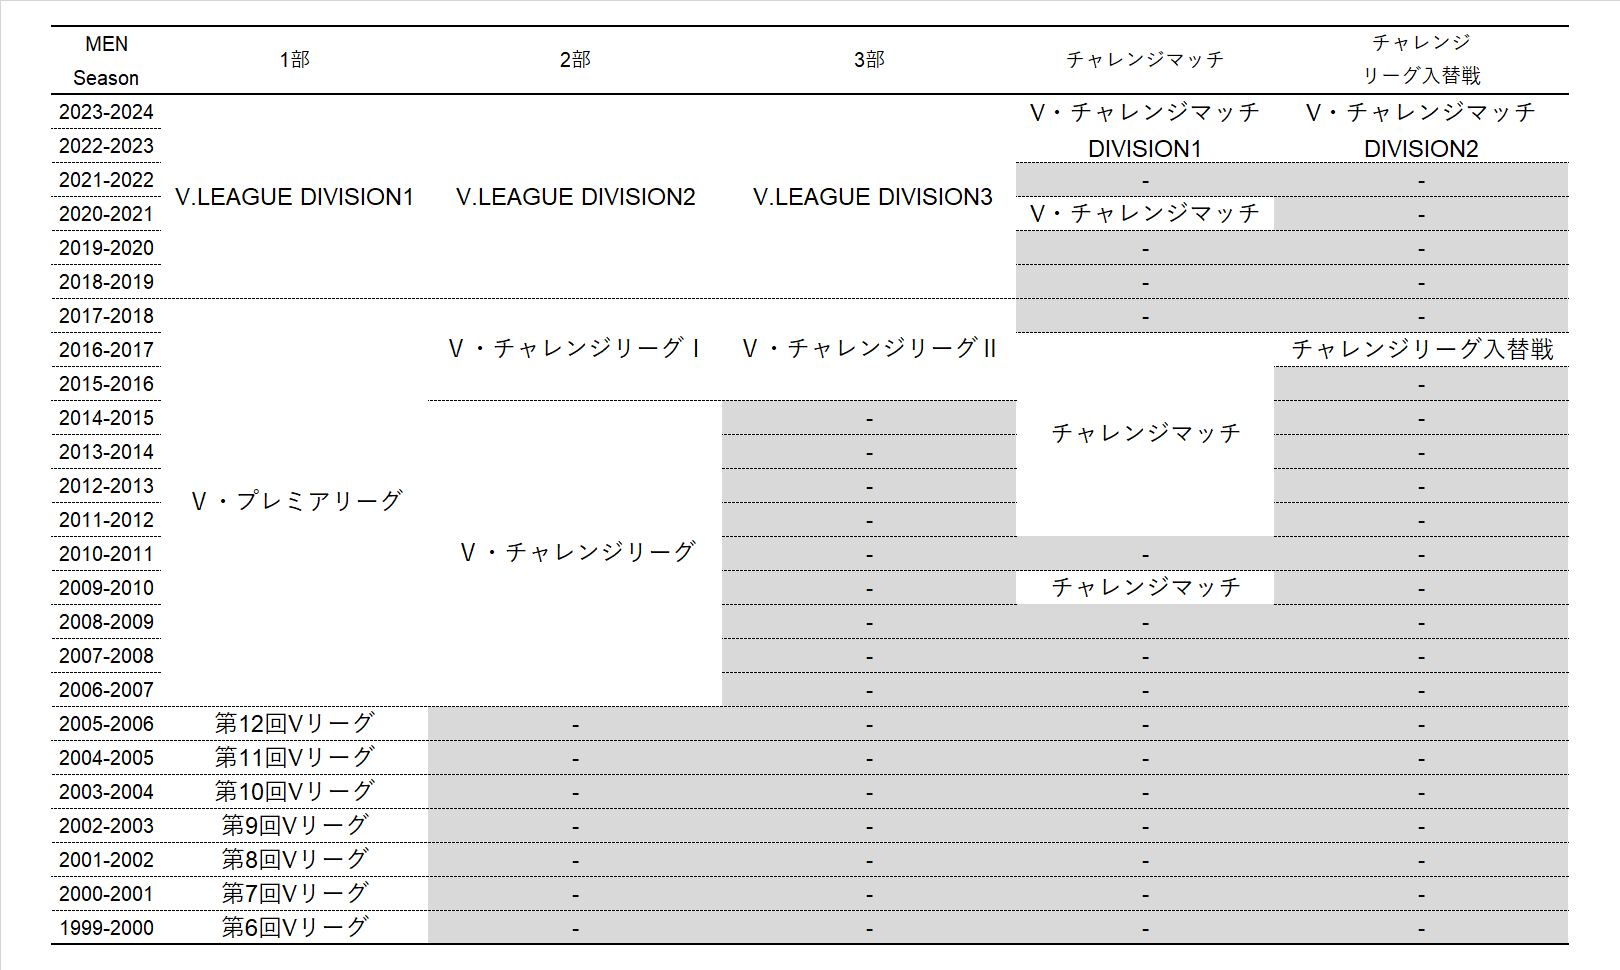 MEN
Season
1部
2部
3部
チャレンジマッチ
チャレンジ
リーグ入替戦
2023-2024
V・チャレンジマッチ
V・チャレンジマッチ
2022-2023
DIVISION1
DIVISION2
2021-2022
V.LEAGUE DIVISION1
V.LEAGUE DIVISION2
V.LEAGUE DIVISION3
-
-
2020-2021
V・チャレンジマッチ
-
2019-2020
-
-
2018-2019
-
-
2017-2018
-
-
2016-2017
V・チャレンジリーグⅠ
V・チャレンジリーグⅡ
チャレンジリーグ入替戦
2015-2016
-
2014-2015
-
チャレンジマッチ
-
2013-2014
-
-
2012-2013
V・プレミアリーグ
-
-
2011-2012
-
-
2010-2011
V・チャレンジリーグ
-
-
-
2009-2010
-
チャレンジマッチ
-
2008-2009
-
-
-
2007-2008
-
-
-
2006-2007
-
-
-
2005-2006
第12回Vリーグ
-
-
-
-
2004-2005
第11回Vリーグ
-
-
-
-
2003-2004
第10回Vリーグ
-
-
-
-
2002-2003
第9回Vリーグ
-
-
-
-
2001-2002
第8回Vリーグ
-
-
-
-
2000-2001
第7回Vリーグ
-
-
-
-
1999-2000
第6回Vリーグ
-
-
-
-